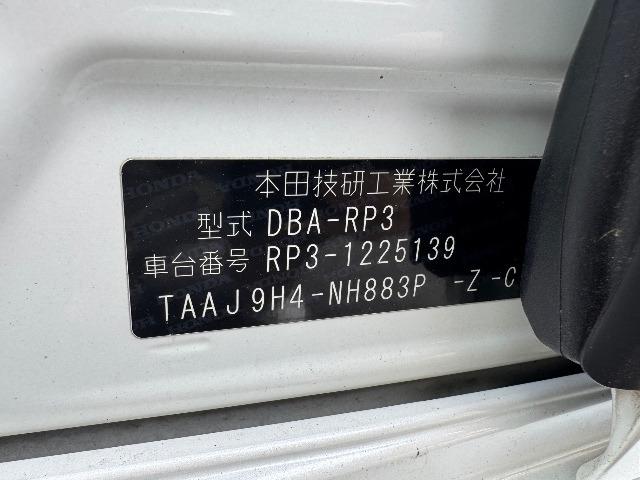 本田技研工業株式会社
型式 DBA-RP3
車台番号 RP3-1225139
TAAJ9H4-NH883P -Z-C